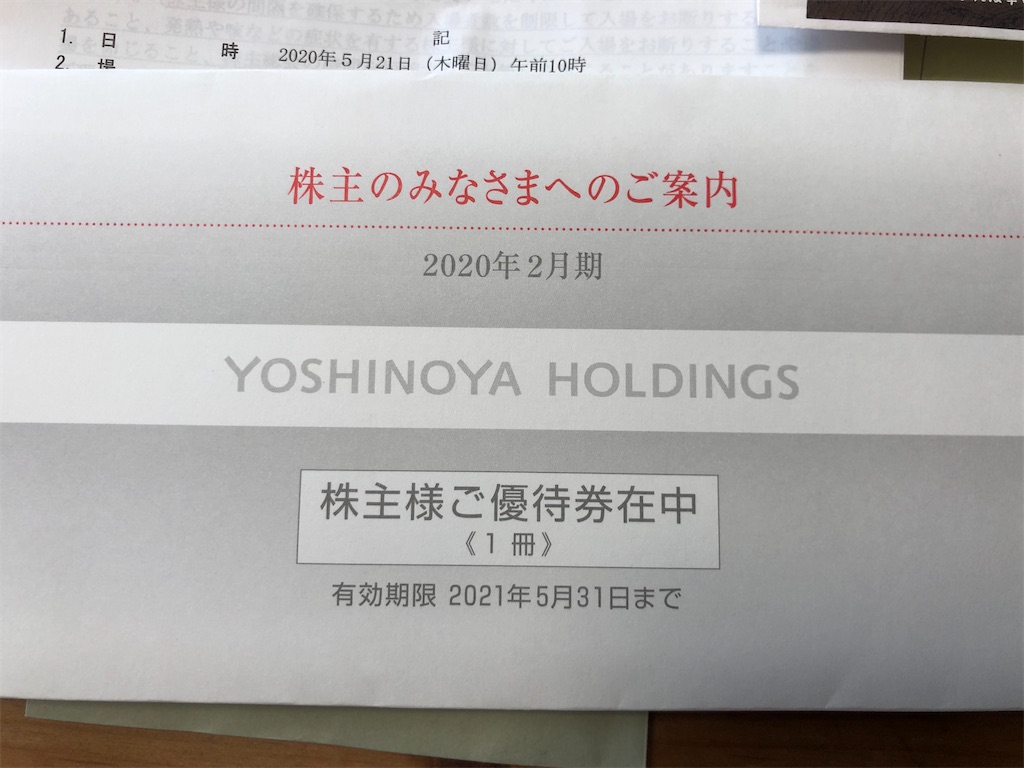 記
1. 日 時 2020年5月21日（木曜日）午前10時
2. 場
株主のみなさまへのご案内
2020年2月期
YOSHINOYA HOLDINGS
株主様ご優待券在中
《1冊》
有効期限 2021年5月31日まで